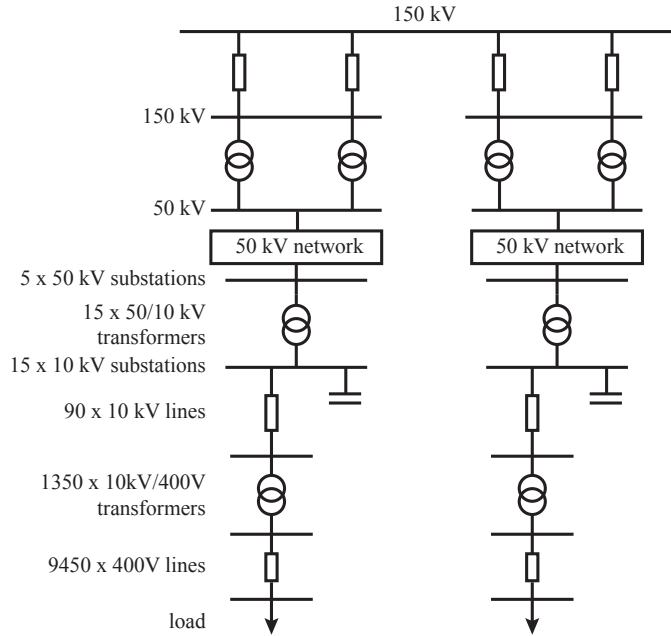 150 kV
150 kV
50 kV
50 kV network
50 kV network
5 x 50 kV substations
15 x 50/10 kV
transformers
15 x 10 kV substations
90 x 10 kV lines
1350 x 10kV/400V
transformers
9450 x 400V lines
load